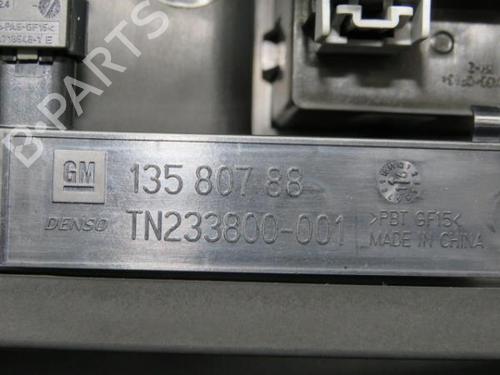 B-PARTS
GM
135 807 88
DENSO
TN233800-001
>PBT GF15<
MADE IN CHINA